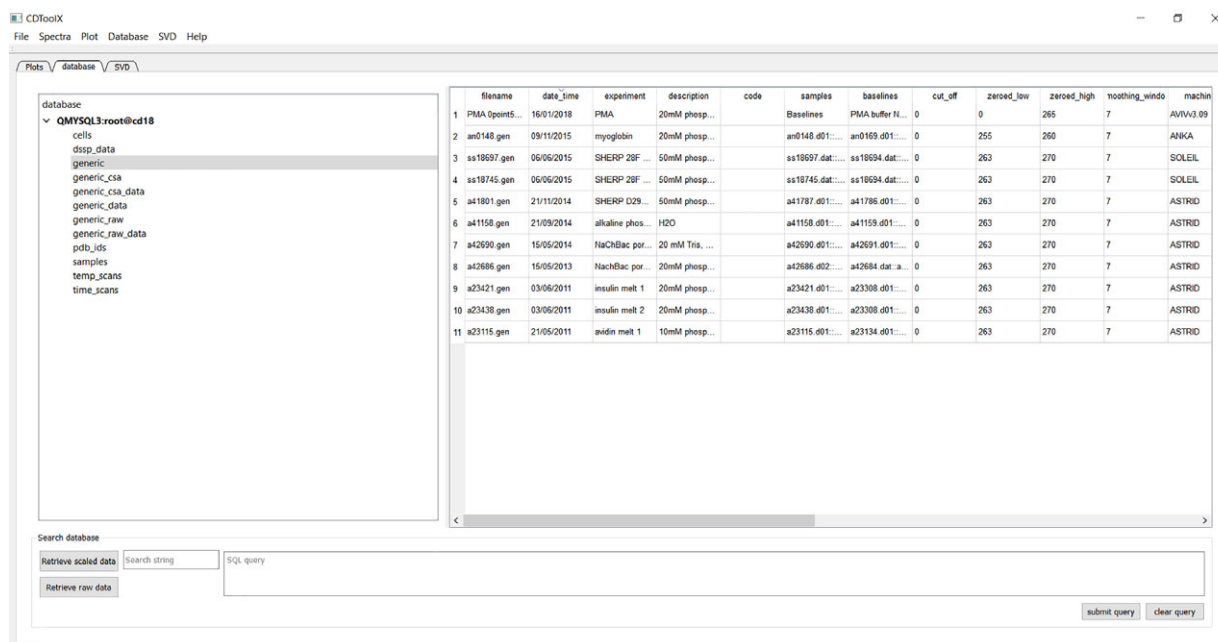 CDToolX
File Spectra Plot Database SVD Help
Plots database SVD
database
QMYSQL3:root@cd18
cells
dssp_data
generic
generic_csa
generic_csa_data
generic_data
generic_raw
generic_raw_data
pdb_ids
samples
temp_scans
time_scans
filename date_time experiment description code samples baselines cut_off zeroed_low zeroed_high moothing_windo machin
1 PMA 0point5... 16/01/2018 PMA 20mM phosp... Baselines PMA buffer N... 0 0 265 7 AVIVv3.09
2 an0148.gen 09/11/2015 myoglobin 20mM phosp... an0148.d01::... an0169.d01::... 0 255 260 7 ANKA
3 ss18697.gen 06/06/2015 SHERP 28F ... 50mM phosp... ss18697.dat::... ss18694.dat::... 0 263 270 7 SOLEIL
4 ss18745.gen 06/06/2015 SHERP 28F ... 50mM phosp... ss18745.dat::... ss18694.dat::... 0 263 270 7 SOLEIL
5 a41801.gen 21/11/2014 SHERP D29... 50mM phosp... a41787.d01::... a41786.d01::... 0 263 270 7 ASTRID
6 a41158.gen 21/09/2014 alkaline phos... H2O a41158.d01::... a41159.d01::... 0 263 270 7 ASTRID
7 a42690.gen 15/05/2014 NaChBac por... 20 mM Tris, ... a42690.d01::... a42691.d01::... 0 263 270 7 ASTRID
8 a42686.gen 15/05/2013 NachBac por... 20mM phosp... a42686.d02::... a42684.dat::a... 0 263 270 7 ASTRID
9 a23421.gen 03/06/2011 insulin melt 1 20mM phosp... a23421.d01::... a23308.d01::... 0 263 270 7 ASTRID
10 a23438.gen 03/06/2011 insulin melt 2 20mM phosp... a23438.d01::... a23308.d01::... 0 263 270 7 ASTRID
11 a23115.gen 21/05/2011 avidin melt 1 10mM phosp... a23115.d01::... a23134.d01::... 0 263 270 7 ASTRID
Search database
Retrieve scaled data Search string SQL query
Retrieve raw data
submit query clear query